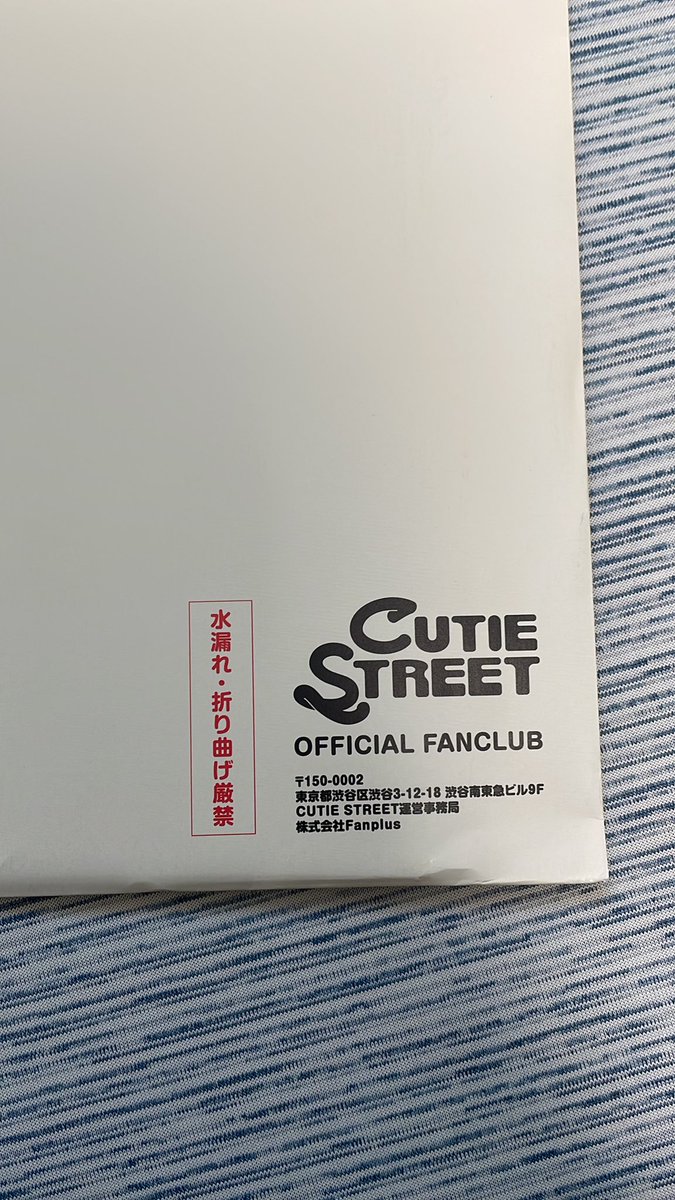 水漏れ・折り曲げ厳禁
CUTIE
STREET
OFFICIAL FANCLUB
〒150-0002
東京都渋谷区渋谷3-12-18 渋谷南東急ビル9F
CUTIE STREET運営事務局
株式会社Fanplus